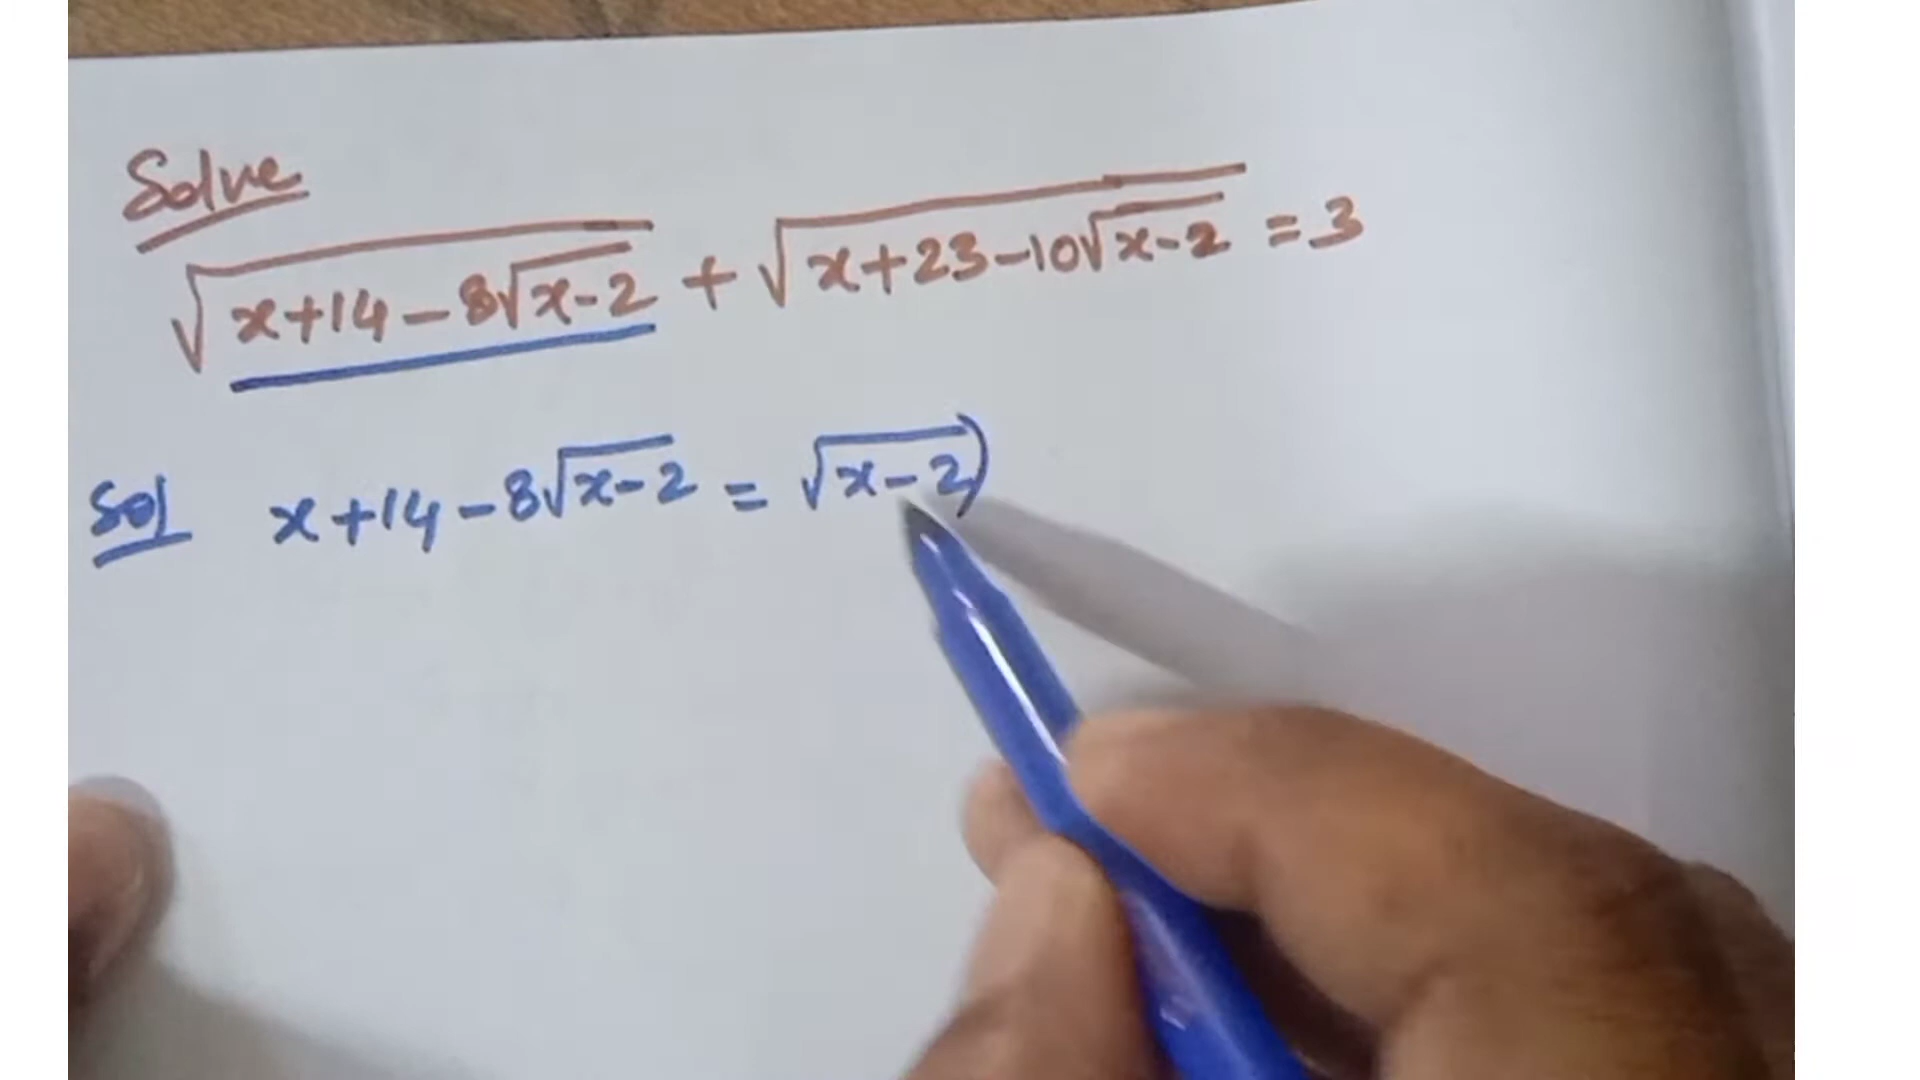 Solve
√(x+14-8√(x-2)) + √(x+23-10√(x-2)) = 3
Sol x+14-8√(x-2) = √(x-2))